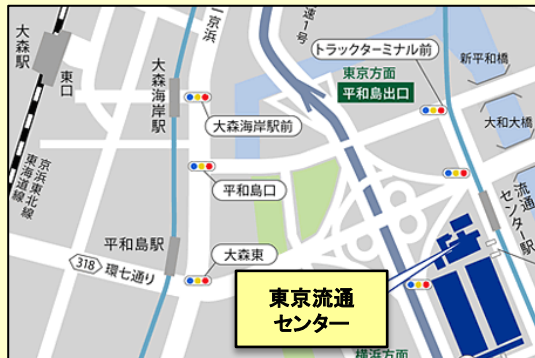 一京浜
速1号
トラックターミナル前
大森駅
東口
大森海岸駅
東京方面
平和島出口
新平和橋
大森海岸駅前
大和大橋
京浜東北線
東海道線
平和島口
流通センター駅
平和島駅
大森東
318 環七通り
東京流通
センター
横浜方面